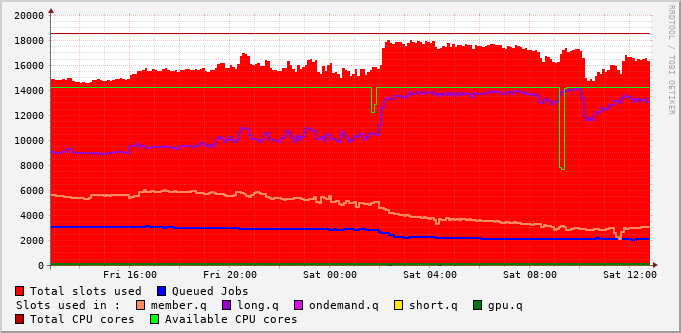 20000
18000
16000
14000
12000
10000
8000
6000
4000
2000
0
Fri 16:00 Fri 20:00 Sat 00:00 Sat 04:00 Sat 08:00 Sat 12:00
RRDTOOL / TOBI OETIKER
Total slots used Queued Jobs
Slots used in : member.q long.q ondemand.q short.q gpu.q
Total CPU cores Available CPU cores